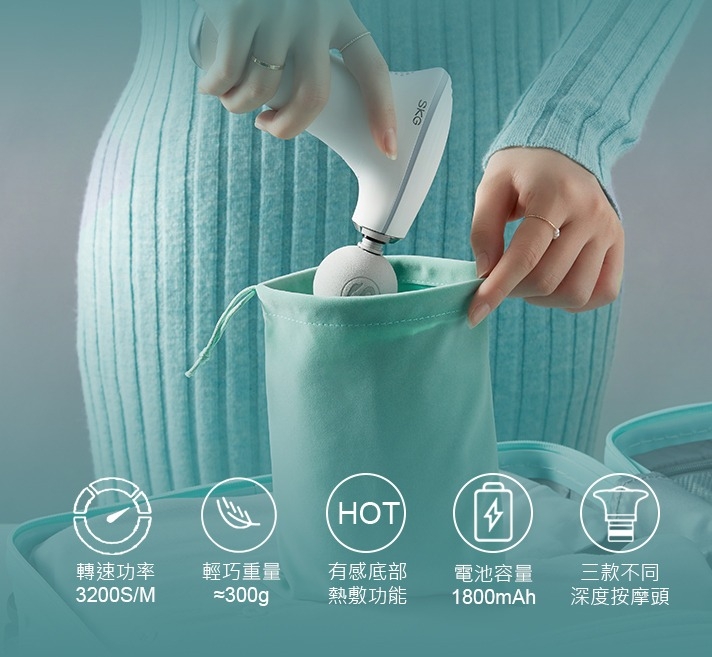 SKG
HOT
轉速功率
3200S/M
輕巧重量
≈300g
有感底部
熱敷功能
電池容量
1800mAh
三款不同
深度按摩頭